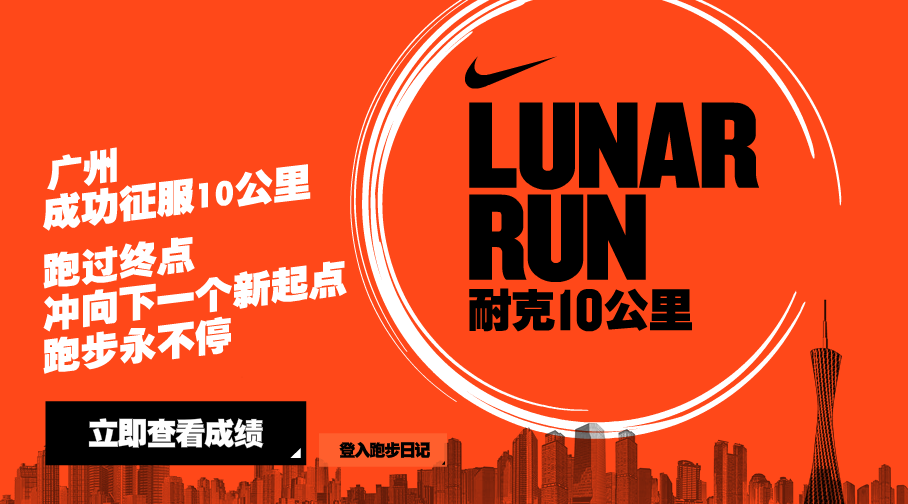 广州
成功征服10公里
跑过终点
冲向下一个新起点
跑步永不停
立即查看成绩
登入跑步日记
LUNAR
RUN
耐克10公里